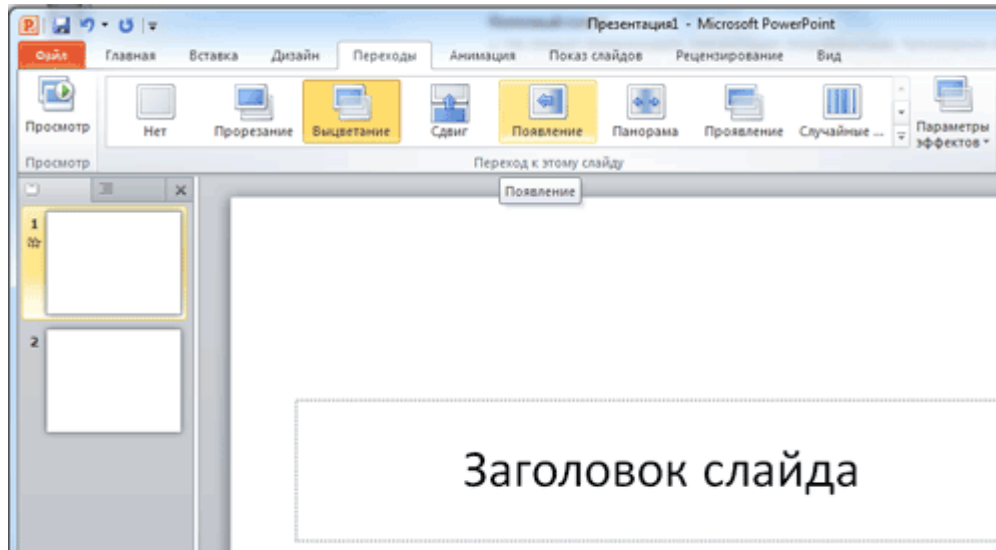 Презентация1 - Microsoft PowerPoint
Файл Главная Вставка Дизайн Переходы Анимация Показ слайдов Рецензирование Вид
Просмотр Нет Прорезание Выцветание Сдвиг Появление Панорама Проявление Случайные ... Параметры эффектов
Просмотр Переход к этому слайду
Появление
1
2
Заголовок слайда